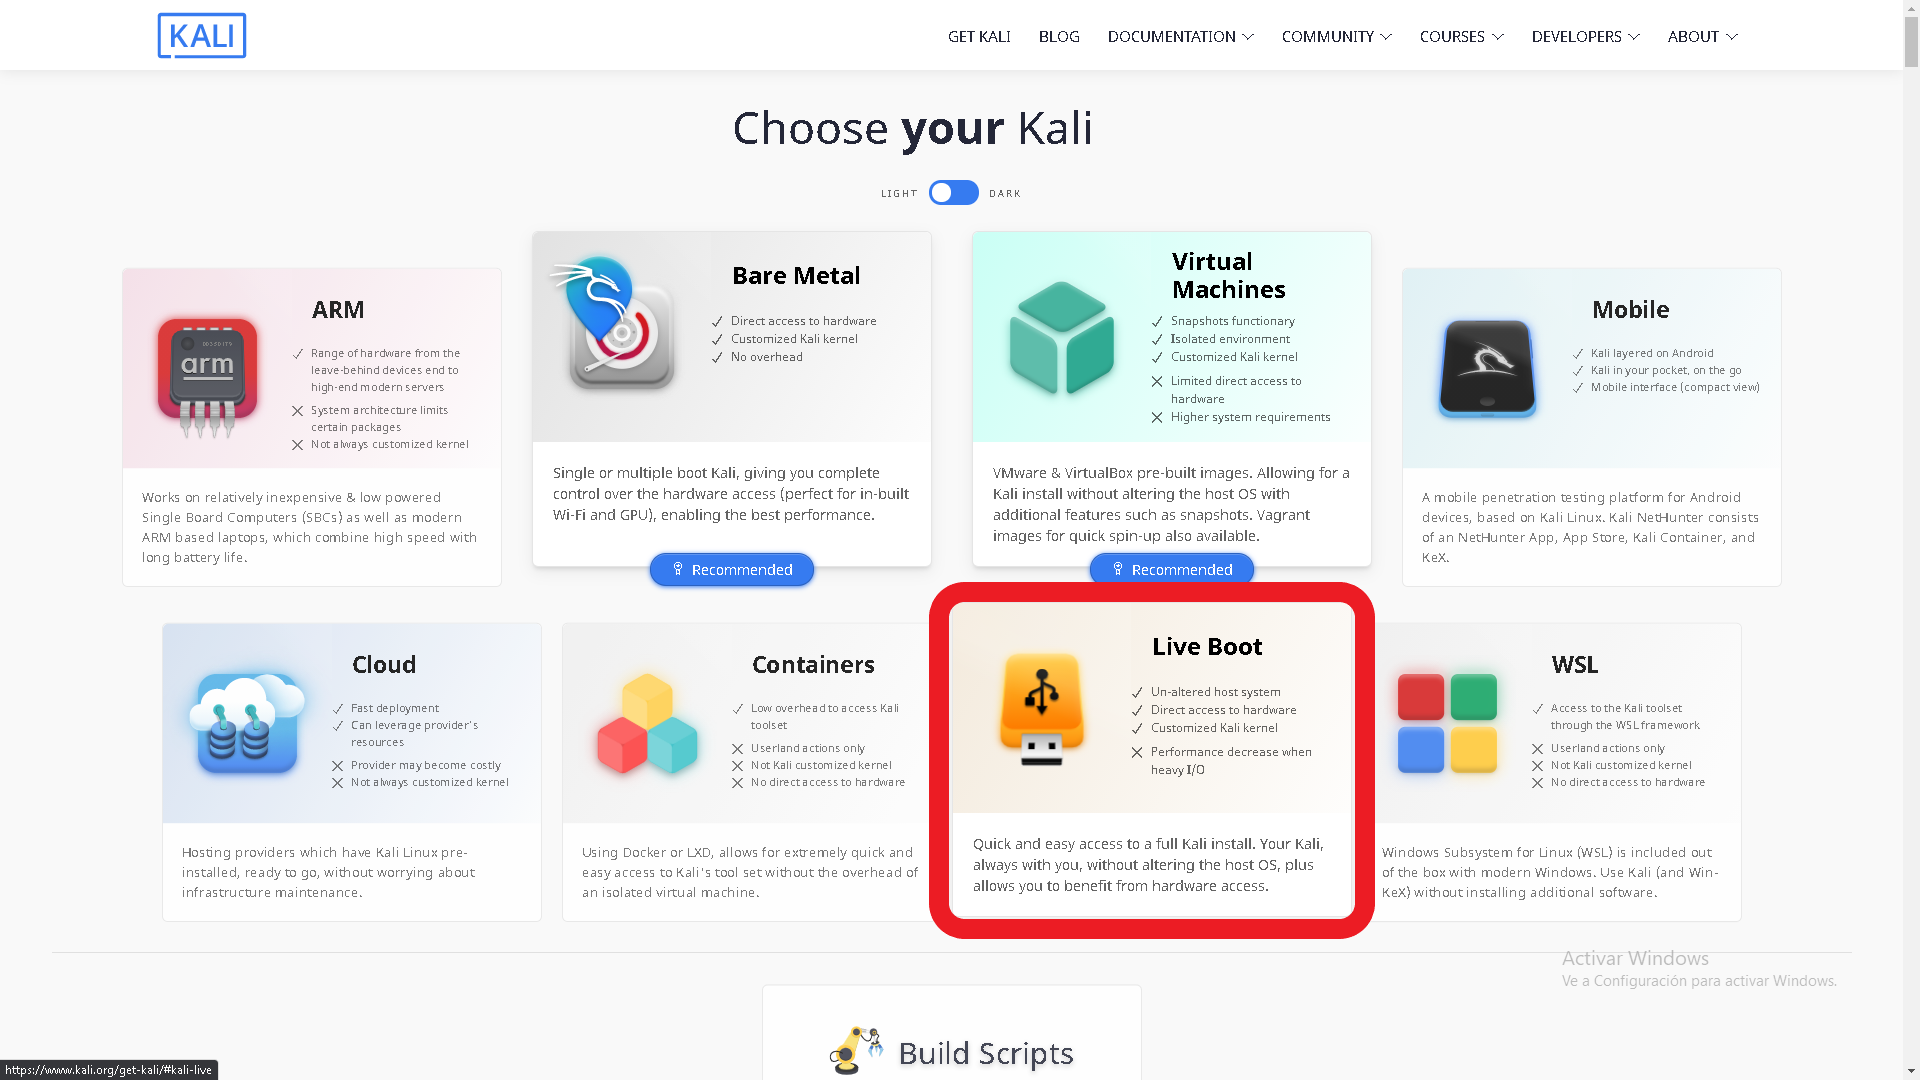 KALI
GET KALI
BLOG
DOCUMENTATION
COMMUNITY
COURSES
DEVELOPERS
ABOUT
Choose your Kali
LIGHT
DARK
ARM
arm
Range of hardware from the
leave-behind devices end to
high-end modern servers
System architecture limits
certain packages
Not always customized kernel
Works on relatively inexpensive & low powered
Single Board Computers (SBCs) as well as modern
ARM based laptops, which combine high speed with
long battery life.
Bare Metal
Direct access to hardware
Customized Kali kernel
No overhead
Single or multiple boot Kali, giving you complete
control over the hardware access (perfect for in-built
Wi-Fi and GPU), enabling the best performance.
Recommended
Virtual
Machines
Snapshots functionary
Isolated environment
Customized Kali kernel
Limited direct access to
hardware
Higher system requirements
VMware & VirtualBox pre-built images. Allowing for a
Kali install without altering the host OS with
additional features such as snapshots. Vagrant
images for quick spin-up also available.
Recommended
Mobile
Kali layered on Android
Kali in your pocket, on the go
Mobile interface (compact view)
A mobile penetration testing platform for Android
devices, based on Kali Linux. Kali NetHunter consists
of an NetHunter App, App Store, Kali Container, and
KeX.
Cloud
Fast deployment
Can leverage provider's
resources
Provider may become costly
Not always customized kernel
Hosting providers which have Kali Linux pre-
installed, ready to go, without worrying about
infrastructure maintenance.
Containers
Low overhead to access Kali
toolset
Userland actions only
Not Kali customized kernel
No direct access to hardware
Using Docker or LXD, allows for extremely quick and
easy access to Kali's tool set without the overhead of
an isolated virtual machine.
Live Boot
Un-altered host system
Direct access to hardware
Customized Kali kernel
Performance decrease when
heavy I/O
Quick and easy access to a full Kali install. Your Kali,
always with you, without altering the host OS, plus
allows you to benefit from hardware access.
WSL
Access to the Kali toolset
through the WSL framework
Userland actions only
Not Kali customized kernel
No direct access to hardware
Windows Subsystem for Linux (WSL) is included out
of the box with modern Windows. Use Kali (and Win-
KeX) without installing additional software.
Activar Windows
Ve a Configuración para activar Windows.
Build Scripts
https://www.kali.org/get-kali/#kali-live